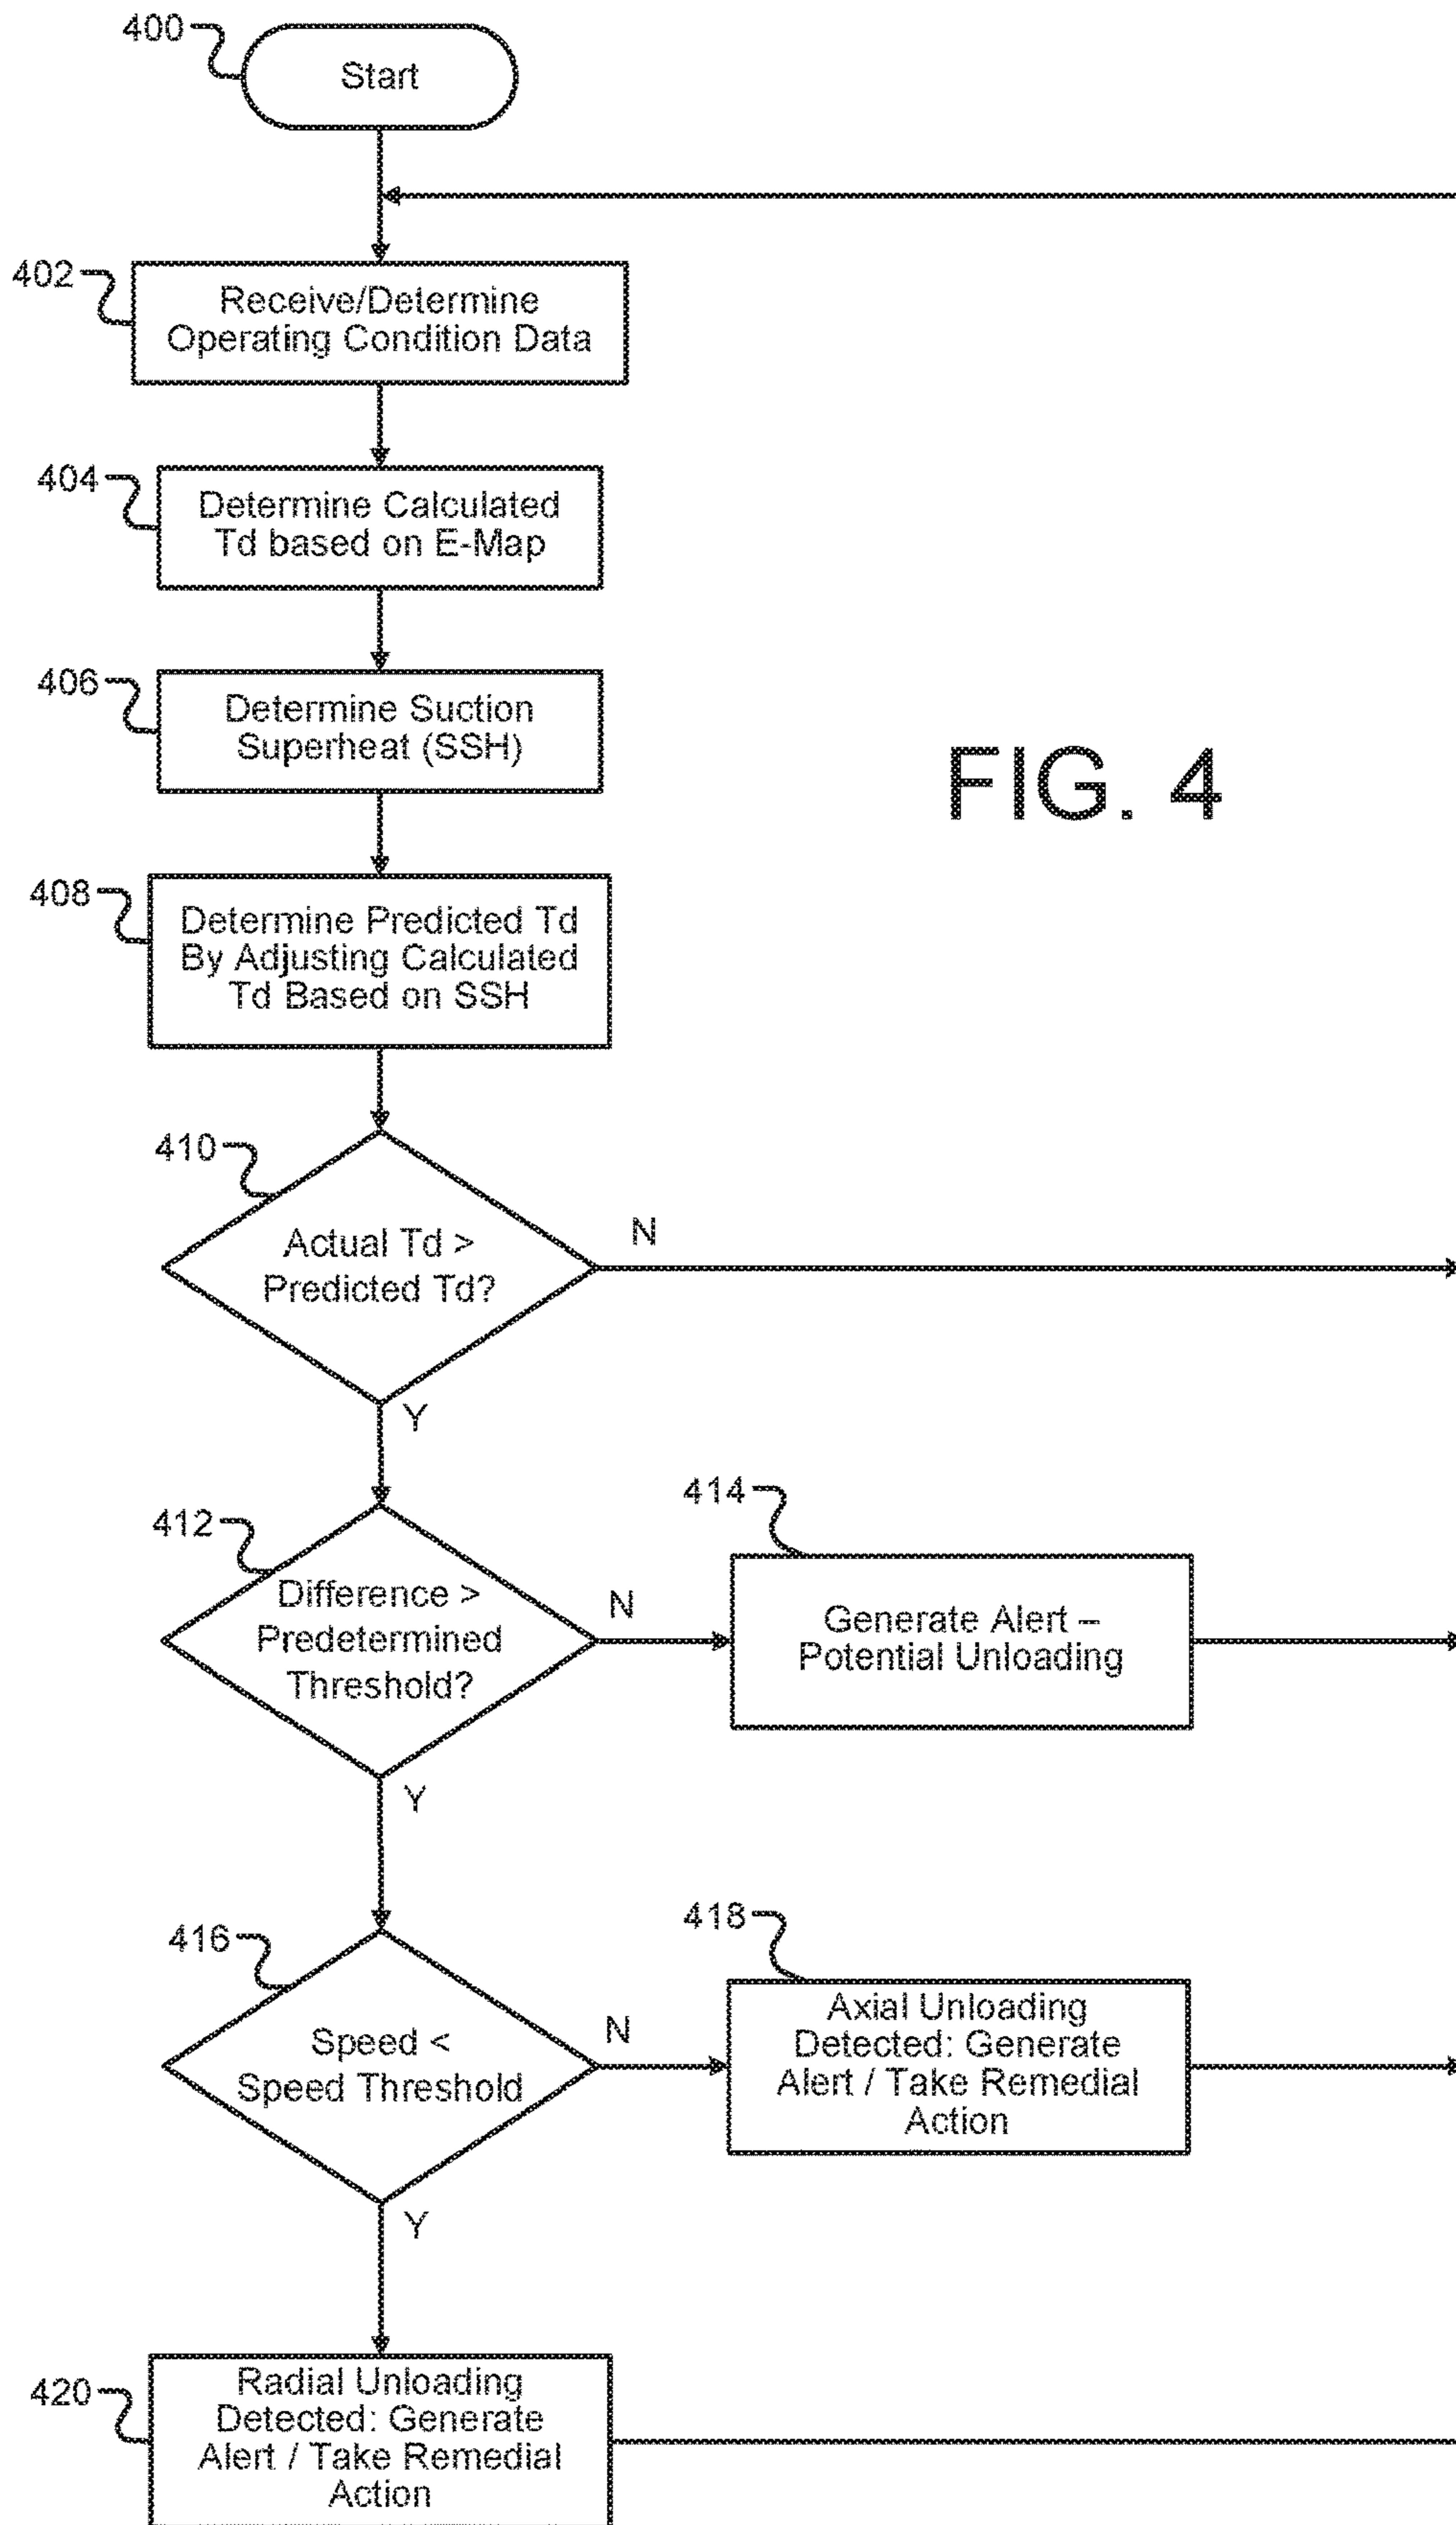 400
Start
402
Receive/Determine
Operating Condition Data
404
Determine Calculated
Td based on E-Map
406
Determine Suction
Superheat (SSH)
FIG. 4
408
Determine Predicted Td
By Adjusting Calculated
Td Based on SSH
410
Actual Td >
Predicted Td?
N
Y
412
Difference >
Predetermined
Threshold?
N
414
Generate Alert –
Potential Unloading
Y
416
Speed <
Speed Threshold
N
418
Axial Unloading
Detected: Generate
Alert / Take Remedial
Action
Y
420
Radial Unloading
Detected: Generate
Alert / Take Remedial
Action